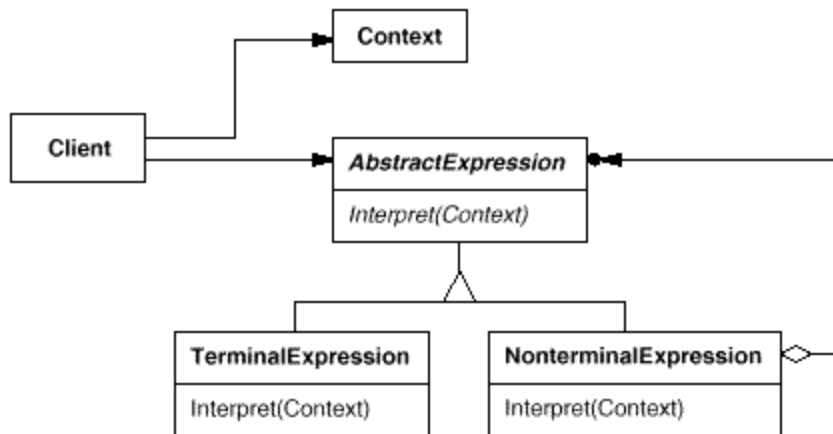 Context
Client
AbstractExpression
Interpret(Context)
TerminalExpression
Interpret(Context)
NonterminalExpression
Interpret(Context)